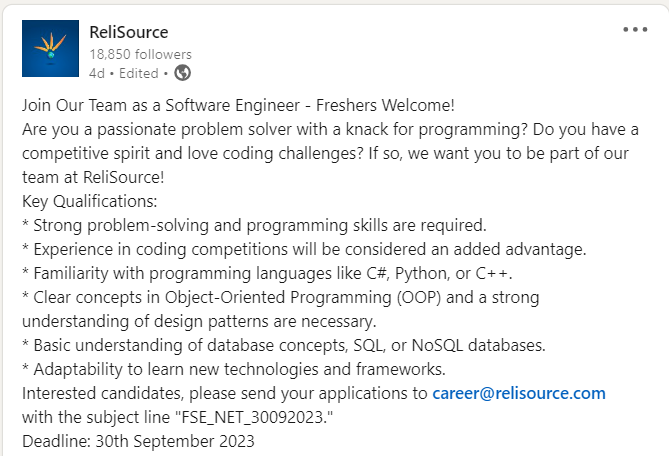 ReliSource
18,850 followers
4d • Edited •
Join Our Team as a Software Engineer - Freshers Welcome!
Are you a passionate problem solver with a knack for programming? Do you have a
competitive spirit and love coding challenges? If so, we want you to be part of our
team at ReliSource!
Key Qualifications:
* Strong problem-solving and programming skills are required.
* Experience in coding competitions will be considered an added advantage.
* Familiarity with programming languages like C#, Python, or C++.
* Clear concepts in Object-Oriented Programming (OOP) and a strong
understanding of design patterns are necessary.
* Basic understanding of database concepts, SQL, or NoSQL databases.
* Adaptability to learn new technologies and frameworks.
Interested candidates, please send your applications to career@relisource.com
with the subject line "FSE_NET_30092023."
Deadline: 30th September 2023